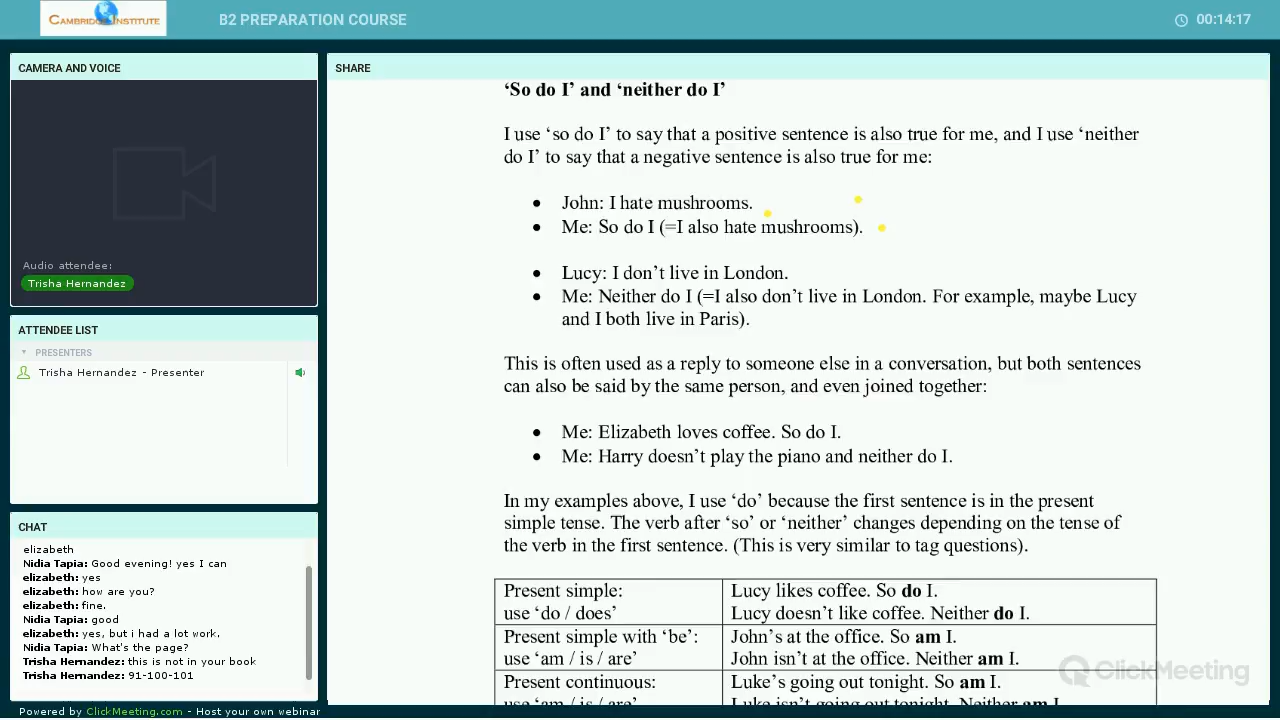 CAMBRIDGE INSTITUTE
B2 PREPARATION COURSE
00:14:17
CAMERA AND VOICE
Audio attendee:
Trisha Hernandez
ATTENDEE LIST
PRESENTERS
Trisha Hernandez - Presenter
CHAT
elizabeth
Nidia Tapia: Good evening! yes I can
elizabeth: yes
elizabeth: how are you?
elizabeth: fine.
Nidia Tapia: good
elizabeth: yes, but i had a lot work.
Nidia Tapia: What's the page?
Trisha Hernandez: this is not in your book
Trisha Hernandez: 91-100-101
SHARE
‘So do I’ and ‘neither do I’
I use ‘so do I’ to say that a positive sentence is also true for me, and I use ‘neither
do I’ to say that a negative sentence is also true for me:
• John: I hate mushrooms.
• Me: So do I (=I also hate mushrooms).
• Lucy: I don’t live in London.
• Me: Neither do I (=I also don’t live in London. For example, maybe Lucy
and I both live in Paris).
This is often used as a reply to someone else in a conversation, but both sentences
can also be said by the same person, and even joined together:
• Me: Elizabeth loves coffee. So do I.
• Me: Harry doesn’t play the piano and neither do I.
In my examples above, I use ‘do’ because the first sentence is in the present
simple tense. The verb after ‘so’ or ‘neither’ changes depending on the tense of
the verb in the first sentence. (This is very similar to tag questions).
Present simple:
use ‘do / does’
Lucy likes coffee. So do I.
Lucy doesn’t like coffee. Neither do I.
Present simple with ‘be’:
use ‘am / is / are’
John’s at the office. So am I.
John isn’t at the office. Neither am I.
Present continuous:
use ‘am / is / are’
Luke’s going out tonight. So am I.
Luke isn’t going out tonight. Neither am I.
ClickMeeting
Powered by ClickMeeting.com - Host your own webinar